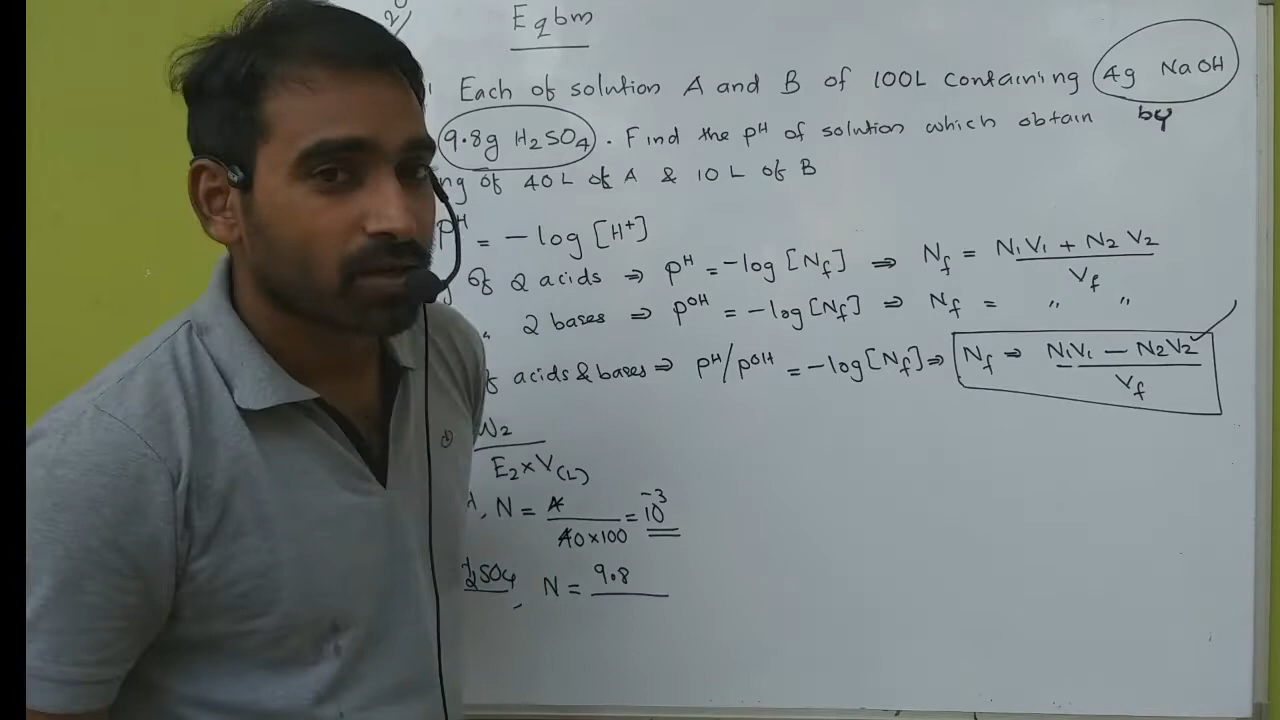 Eqbm
Each of solution A and B of 100L containing 4g NaOH
9.8g H2SO4. Find the pH of solution which obtain by
ng of 40L of A & 10 L of B
pH = - log [H+]
of 2 acids ⇒ pH = -log [Nf] ⇒ Nf = N1V1 + N2V2 / Vf
" 2 bases ⇒ pOH = -log [Nf] ⇒ Nf = " "
acids & bases ⇒ pH/pOH = -log [Nf] ⇒ Nf ⇒ N1V1 - N2V2 / Vf
W2 / E2 × V(L)
, N = 4 / 40×100 = 10^-3
2SO4, N = 9.8